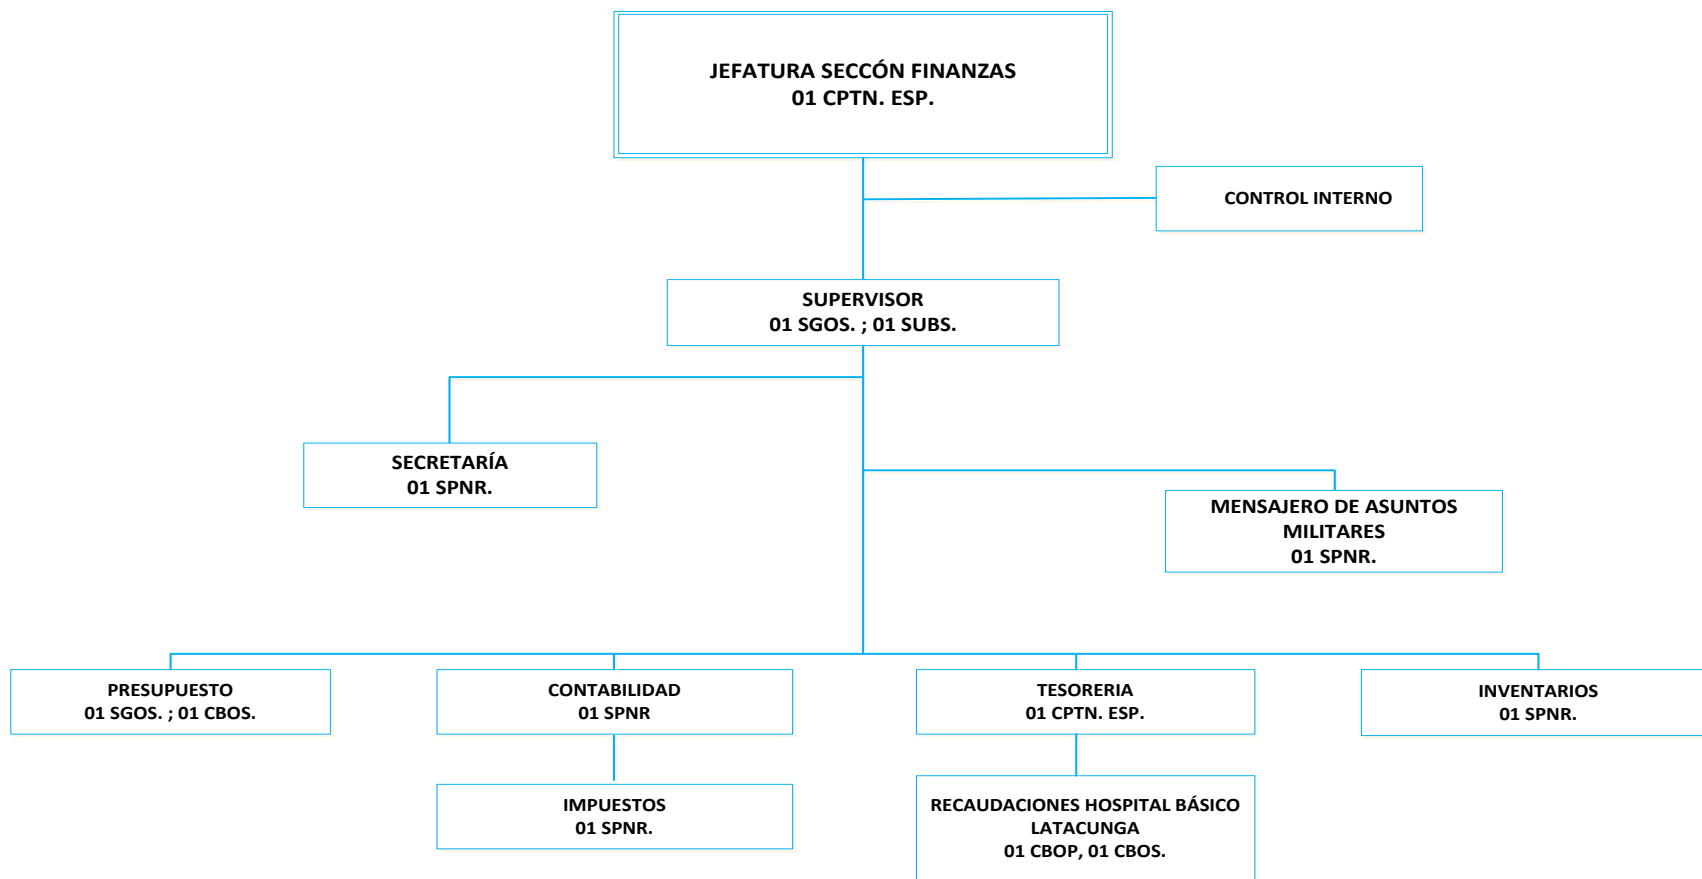 JEFATURA SECCÓN FINANZAS
01 CPTN. ESP.
CONTROL INTERNO
SUPERVISOR
01 SGOS. ; 01 SUBS.
SECRETARÍA
01 SPNR.
MENSAJERO DE ASUNTOS
MILITARES
01 SPNR.
PRESUPUESTO
01 SGOS. ; 01 CBOS.
CONTABILIDAD
01 SPNR
TESORERIA
01 CPTN. ESP.
INVENTARIOS
01 SPNR.
IMPUESTOS
01 SPNR.
RECAUDACIONES HOSPITAL BÁSICO
LATACUNGA
01 CBOP, 01 CBOS.